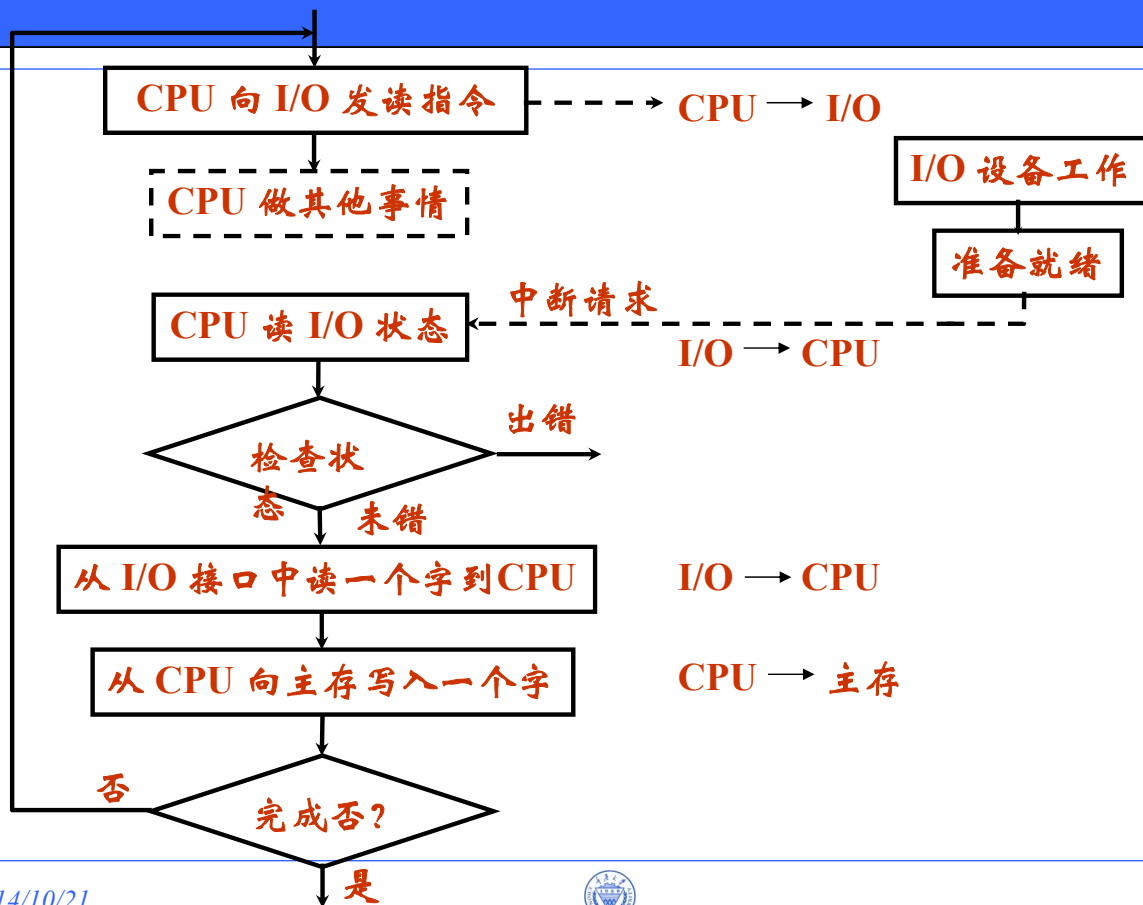 CPU 向 I/O 发读指令
CPU → I/O
CPU 做其他事情
I/O 设备工作
准备就绪
中断请求
CPU 读 I/O 状态
I/O → CPU
出错
检查状
态
未错
从 I/O 接口中读一个字到CPU
I/O → CPU
从 CPU 向主存写入一个字
CPU → 主存
否
完成否?
是
14/10/21